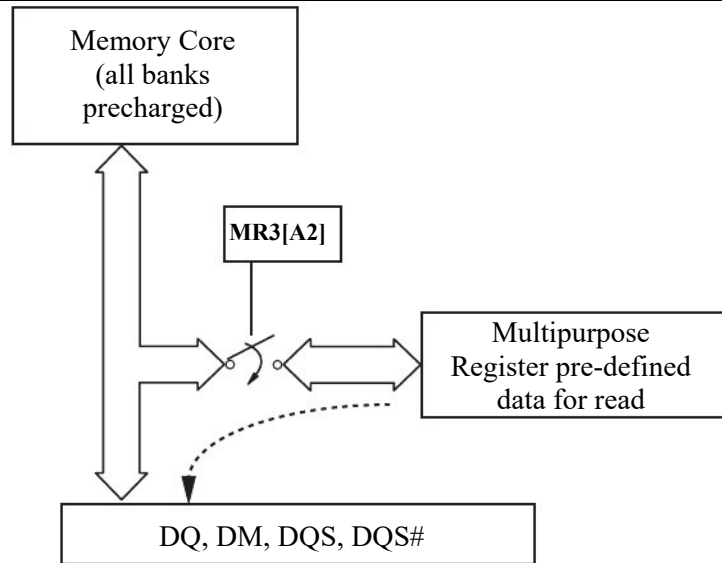 Memory Core
(all banks
precharged)
MR3[A2]
Multipurpose
Register pre-defined
data for read
DQ, DM, DQS, DQS#